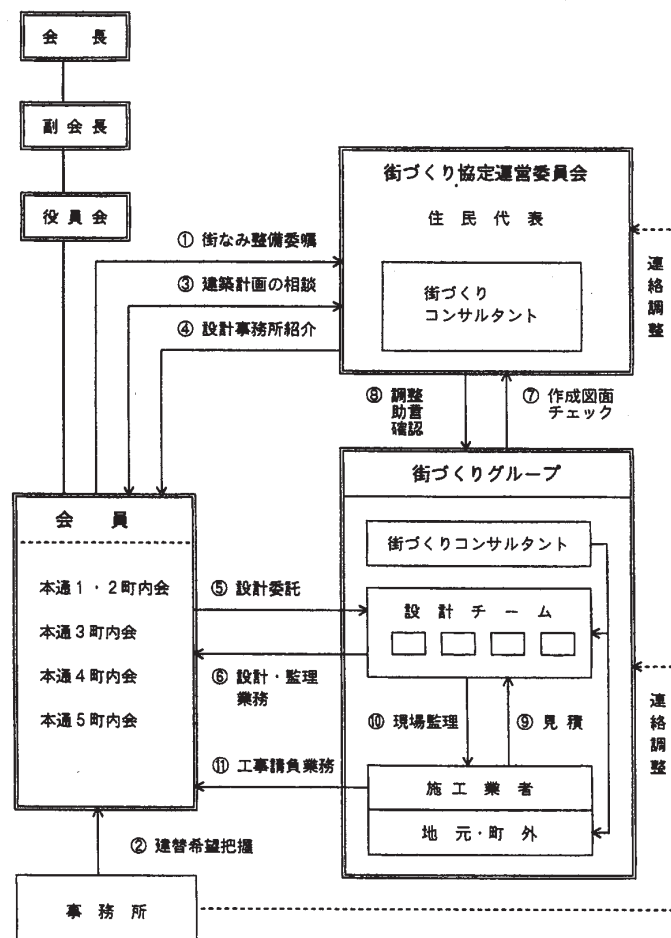 会 長
副 会 長
役 員 会
街づくり協定運営委員会
住 民 代 表
街づくり
コンサルタント
① 街なみ整備委嘱
③ 建築計画の相談
④ 設計事務所紹介
連絡調整
⑧ 調整
助言
確認
⑦ 作成図面
チェック
街づくりグループ
街づくりコンサルタント
設 計 チ ー ム
会 員
本通1・2町内会
本通3町内会
本通4町内会
本通5町内会
⑤ 設計委託
⑥ 設計・監理
業務
⑩ 現場監理
⑨ 見 積
⑪ 工事請負業務
施 工 業 者
地 元・町 外
連絡調整
② 建替希望把握
事 務 所